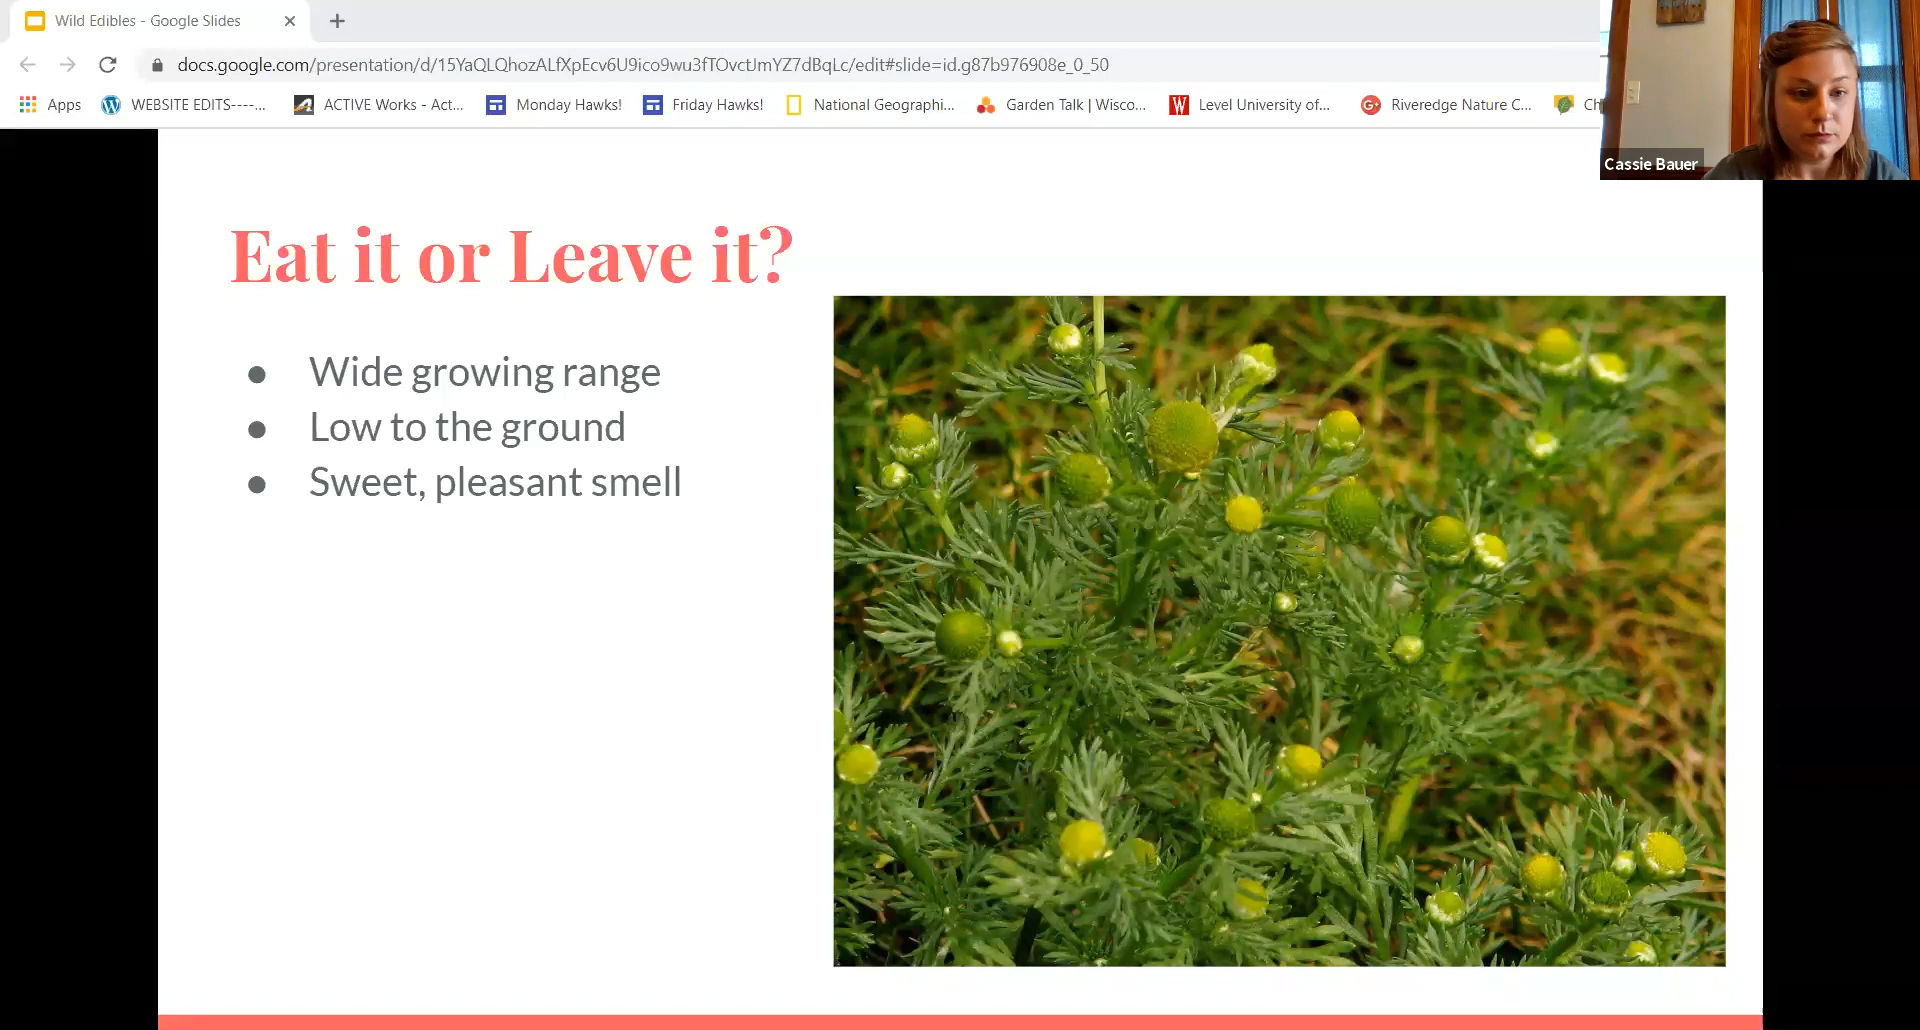 Wild Edibles - Google Slides
docs.google.com/presentation/d/15YaQLQhozALfXpEcv6U9ico9wu3fTOvctJmYZ7dBqLc/edit#slide=id.g87b976908e_0_50
Apps WEBSITE EDITS----... ACTIVE Works - Act... Monday Hawks! Friday Hawks! National Geographi... Garden Talk | Wisco... Level University of... Riveredge Nature C... Ch
Cassie Bauer
Eat it or Leave it?
● Wide growing range
● Low to the ground
● Sweet, pleasant smell